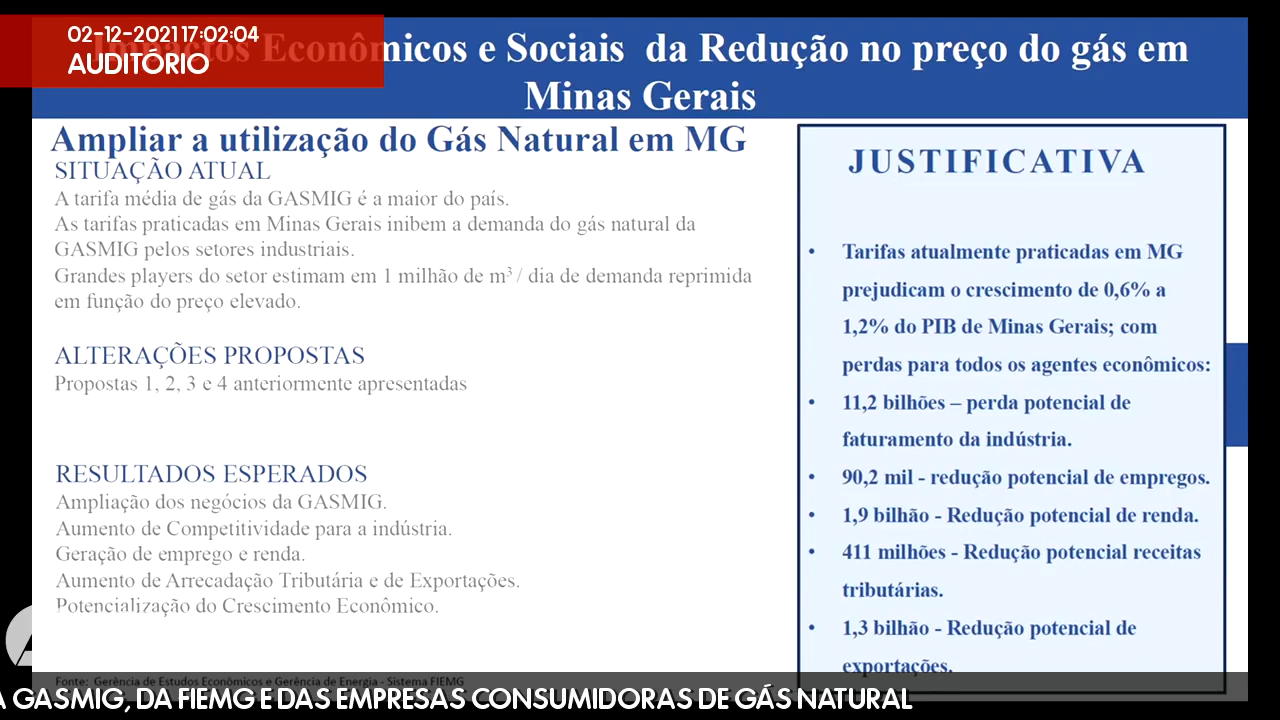 02-12-2021 17:02:04
AUDITÓRIO
Econômicos e Sociais da Redução no preço do gás em
Minas Gerais
Ampliar a utilização do Gás Natural em MG
SITUAÇÃO ATUAL
A tarifa média de gás da GASMIG é a maior do país.
As tarifas praticadas em Minas Gerais inibem a demanda do gás natural da
GASMIG pelos setores industriais.
Grandes players do setor estimam em 1 milhão de m³ / dia de demanda reprimida
em função do preço elevado.
ALTERAÇÕES PROPOSTAS
Propostas 1, 2, 3 e 4 anteriormente apresentadas
RESULTADOS ESPERADOS
Ampliação dos negócios da GASMIG.
Aumento de Competitividade para a indústria.
Geração de emprego e renda.
Aumento de Arrecadação Tributária e de Exportações.
Potencialização do Crescimento Econômico.
JUSTIFICATIVA
• Tarifas atualmente praticadas em MG
prejudicam o crescimento de 0,6% a
1,2% do PIB de Minas Gerais; com
perdas para todos os agentes econômicos:
• 11,2 bilhões – perda potencial de
faturamento da indústria.
• 90,2 mil - redução potencial de empregos.
• 1,9 bilhão - Redução potencial de renda.
• 411 milhões - Redução potencial receitas
tributárias.
• 1,3 bilhão - Redução potencial de
exportações.
Fonte: Gerência de Estudos Econômicos e Gerência de Energia - Sistema FIEMG
A GASMIG, DA FIEMG E DAS EMPRESAS CONSUMIDORAS DE GÁS NATURAL